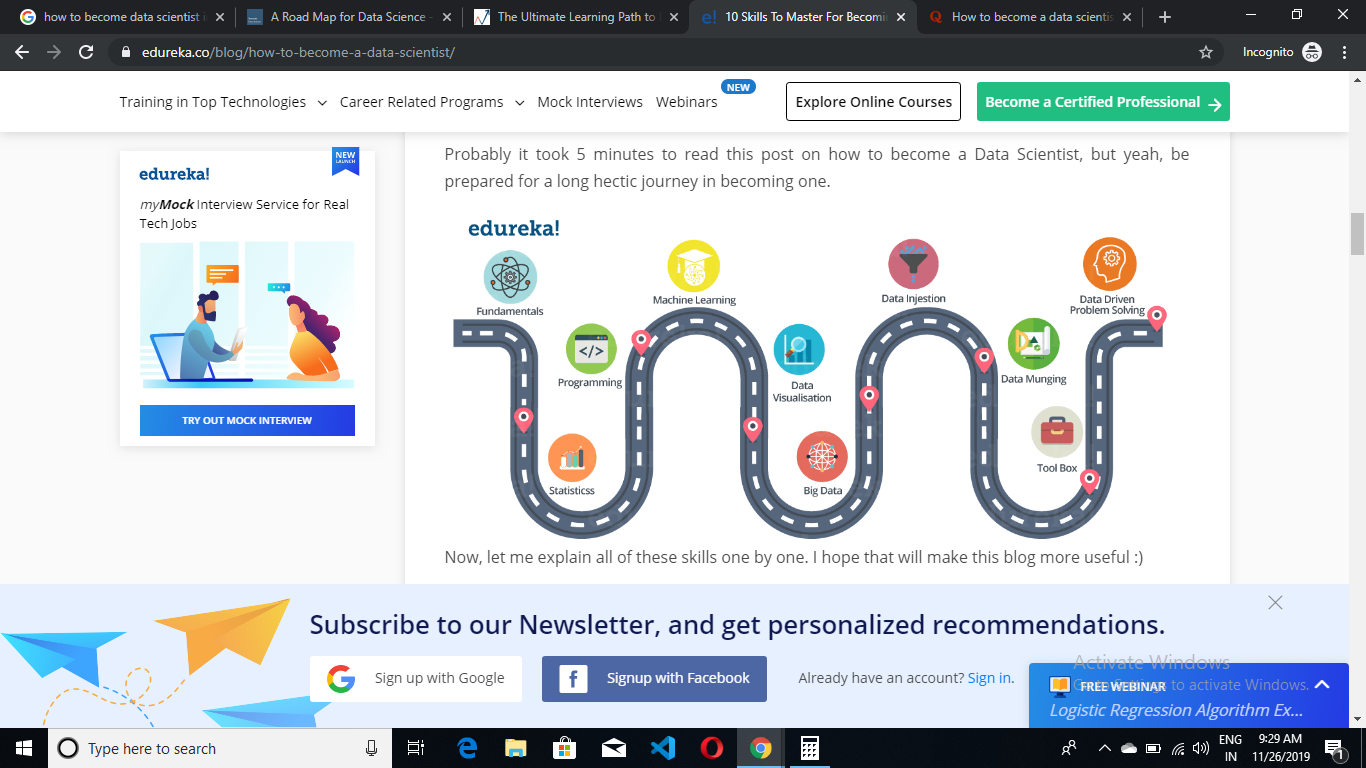 how to become data scientist i
A Road Map for Data Science -
The Ultimate Learning Path to
10 Skills To Master For Becomi
How to become a data scientis
edureka.co/blog/how-to-become-a-data-scientist/
Incognito
Training in Top Technologies
Career Related Programs
Mock Interviews
Webinars
NEW
Explore Online Courses
Become a Certified Professional
NEW
LAUNCH
edureka!
myMock Interview Service for Real
Tech Jobs
TRY OUT MOCK INTERVIEW
Probably it took 5 minutes to read this post on how to become a Data Scientist, but yeah, be
prepared for a long hectic journey in becoming one.
edureka!
Fundamentals
Statisticss
Programming
Machine Learning
Data
Visualisation
Big Data
Data Injestion
Data Munging
Tool Box
Data Driven
Problem Solving
Now, let me explain all of these skills one by one. I hope that will make this blog more useful :)
Subscribe to our Newsletter, and get personalized recommendations.
Sign up with Google
f
Signup with Facebook
Already have an account? Sign in.
Activate Windows
Go to Settings to activate Windows.
FREE WEBINAR
Logistic Regression Algorithm Ex...
Type here to search
ENG
IN
9:29 AM
11/26/2019
1